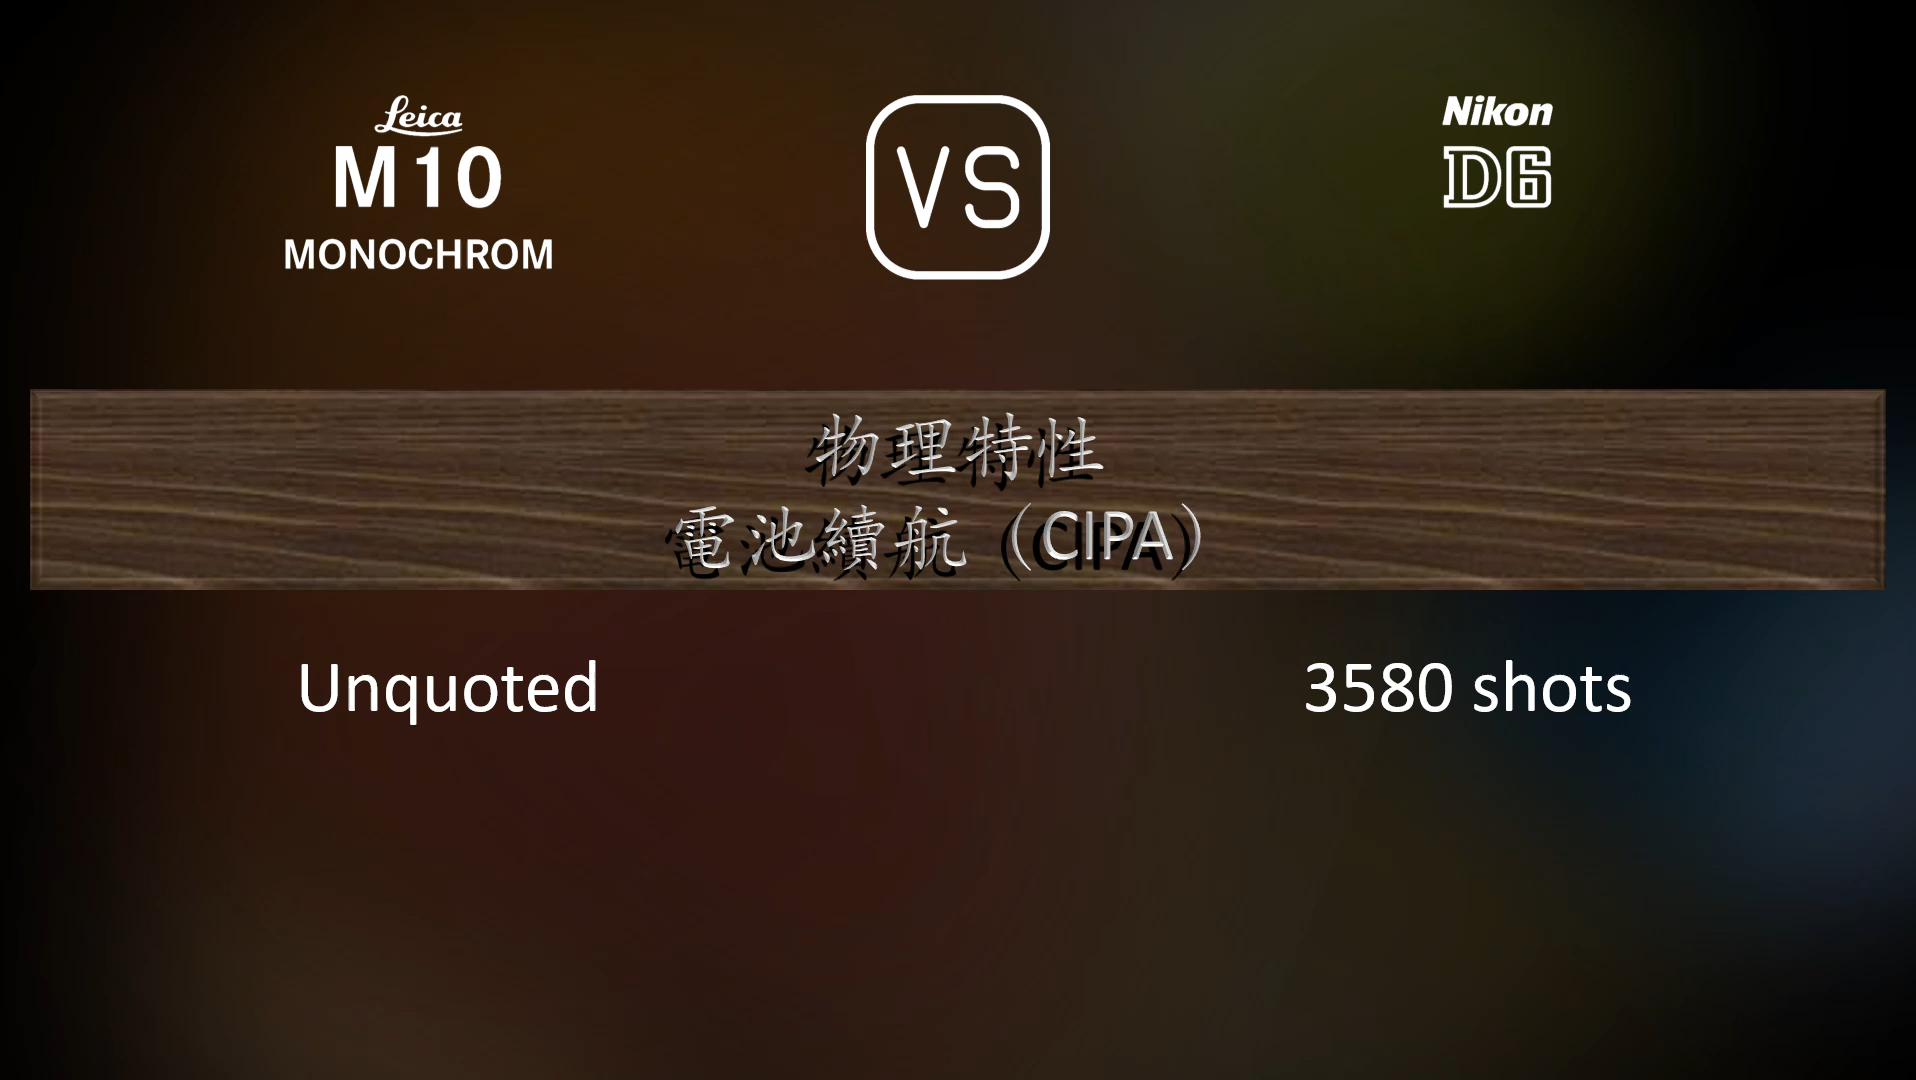 Leica
M10
MONOCHROM
VS
Nikon
D6
物理特性
電池續航（CIPA）
Unquoted
3580 shots